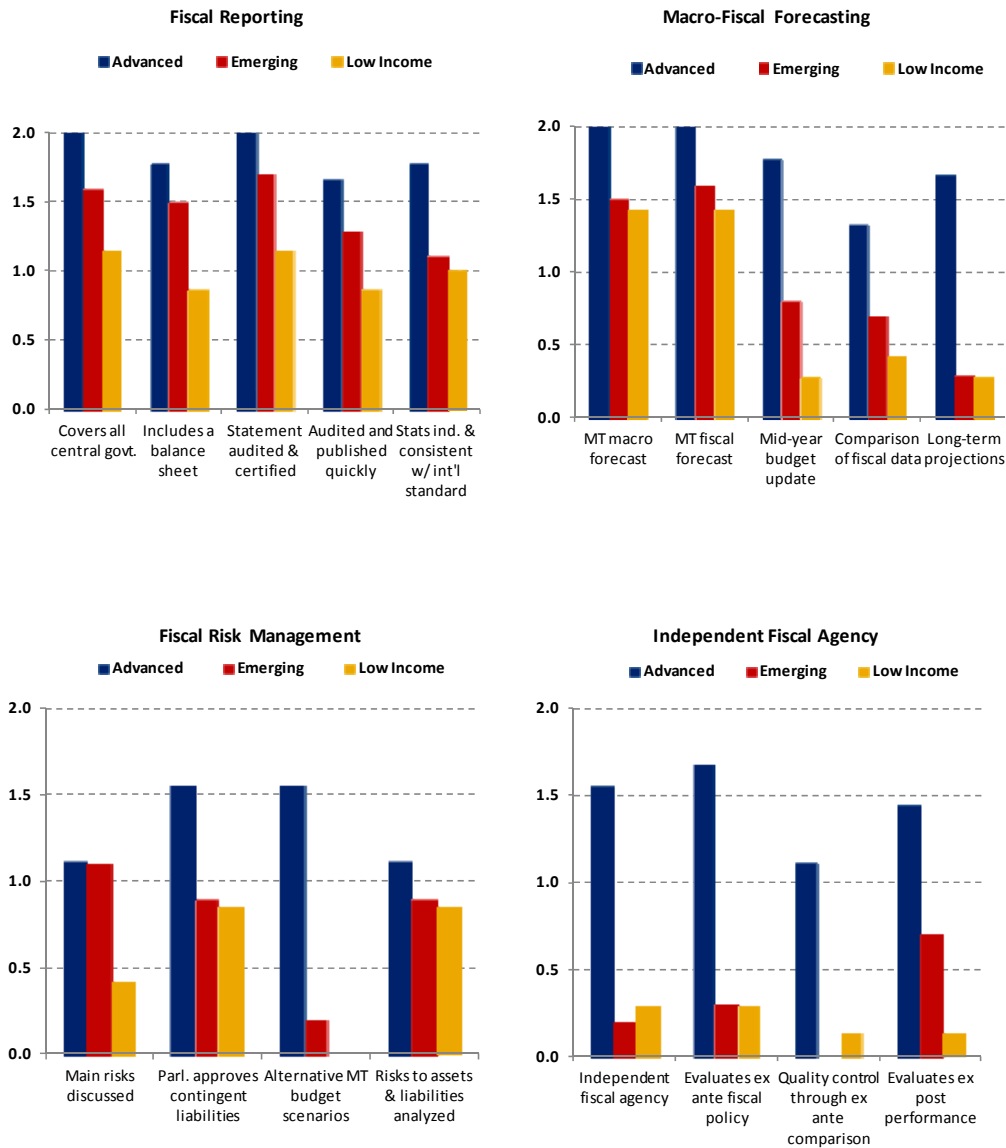 Fiscal Reporting
Advanced Emerging Low Income
2.0
1.5
1.0
0.5
0.0
Covers all central govt.
Includes a balance sheet
Statement audited & certified
Audited and published quickly
Stats ind. & consistent w/ int'l standard
Macro-Fiscal Forecasting
Advanced Emerging Low Income
2.0
1.5
1.0
0.5
0.0
MT macro forecast
MT fiscal forecast
Mid-year budget update
Comparison of fiscal data
Long-term projections
Fiscal Risk Management
Advanced Emerging Low Income
2.0
1.5
1.0
0.5
0.0
Main risks discussed
Parl. approves contingent liabilities
Alternative MT budget scenarios
Risks to assets & liabilities analyzed
Independent Fiscal Agency
Advanced Emerging Low Income
2.0
1.5
1.0
0.5
0.0
Independent fiscal agency
Evaluates ex ante fiscal policy
Quality control through ex ante comparison
Evaluates ex post performance